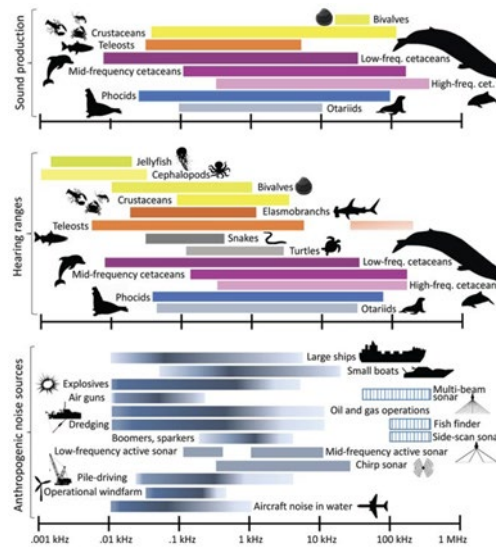 Sound production
Bivalves
Crustaceans
Teleosts
Low-freq. cetaceans
Mid-frequency cetaceans
High-freq. cet.
Phocids
Otariids
Hearing ranges
Jellyfish
Cephalopods
Bivalves
Crustaceans
Elasmobranchs
Teleosts
Snakes
Turtles
Low-freq. cetaceans
Mid-frequency cetaceans
High-freq. cetaceans
Phocids
Otariids
Anthropogenic noise sources
Large ships
Small boats
Explosives
Multi-beam
sonar
Air guns
Oil and gas operations
Dredging
Fish finder
Boomers, sparkers
Side-scan sonar
Low-frequency active sonar
Mid-frequency active sonar
Chirp sonar
Pile-driving
Operational windfarm
Aircraft noise in water
.001 kHz .01 kHz .1 kHz 1 kHz 10 kHz 100 kHz 1 MHz